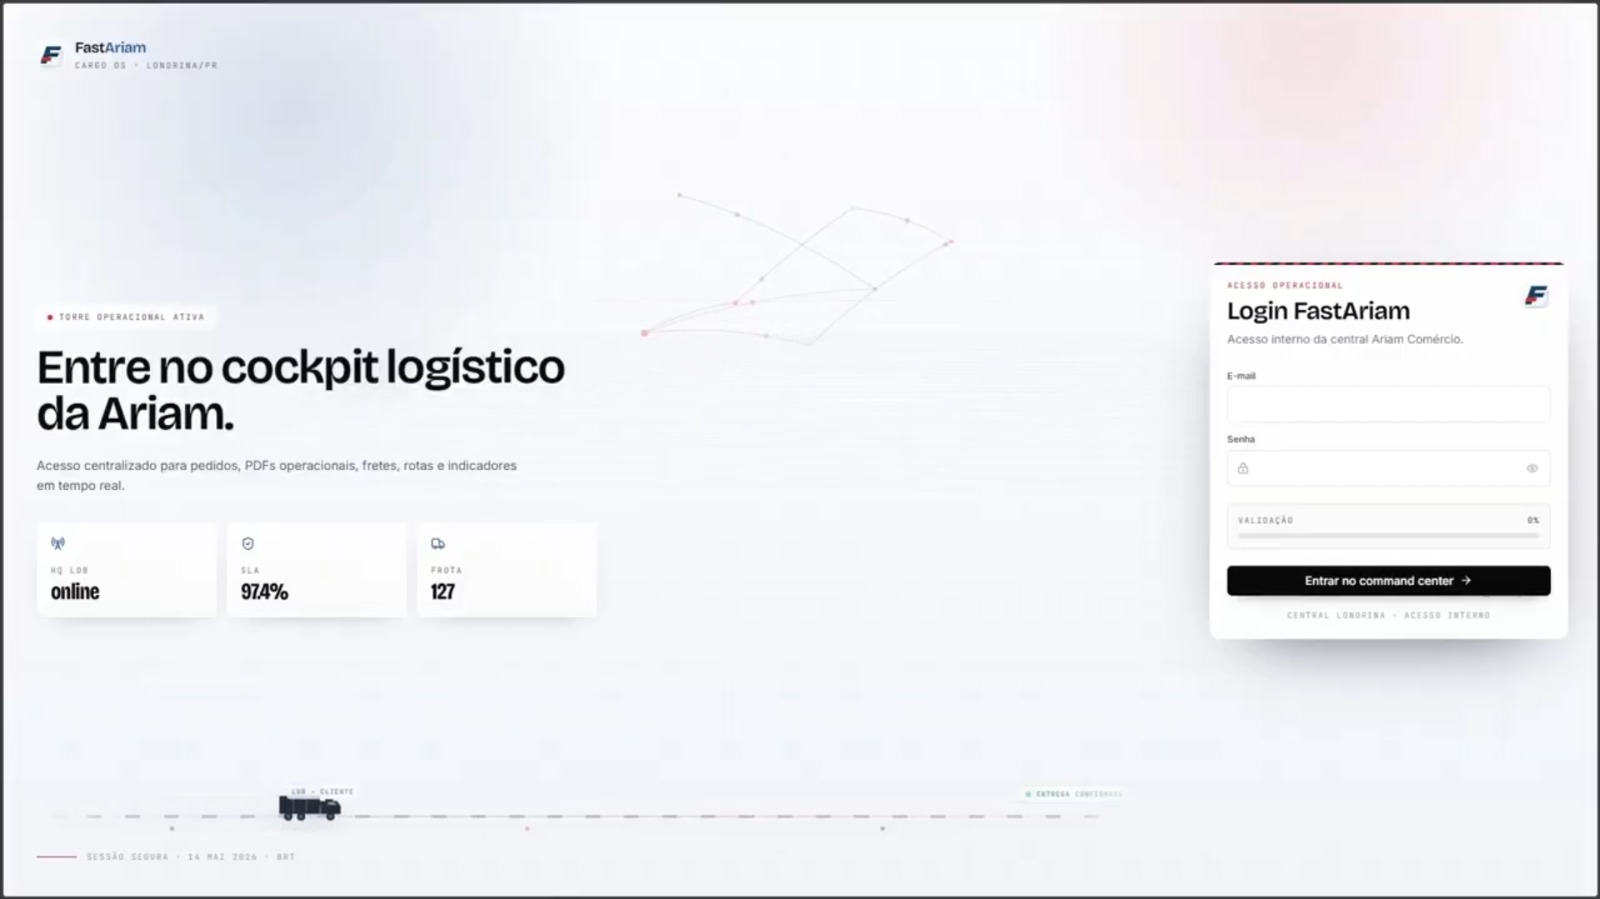 FastAriam
CARGO OS · LONDRINA/PR
TORRE OPERACIONAL ATIVA
Entre no cockpit logístico
da Ariam.
Acesso centralizado para pedidos, PDFs operacionais, fretes, rotas e indicadores
em tempo real.
HQ LDB
online
SLA
97.4%
FROTA
127
ACESSO OPERACIONAL
Login FastAriam
Acesso interno da central Ariam Comércio.
E-mail
Senha
VALIDAÇÃO
0%
Entrar no command center →
CENTRAL LONDRINA · ACESSO INTERNO
LDB → CLIENTE
ENTREGA CONFIRMADA
SESSÃO SEGURA · 14 MAI 2026 · BRT